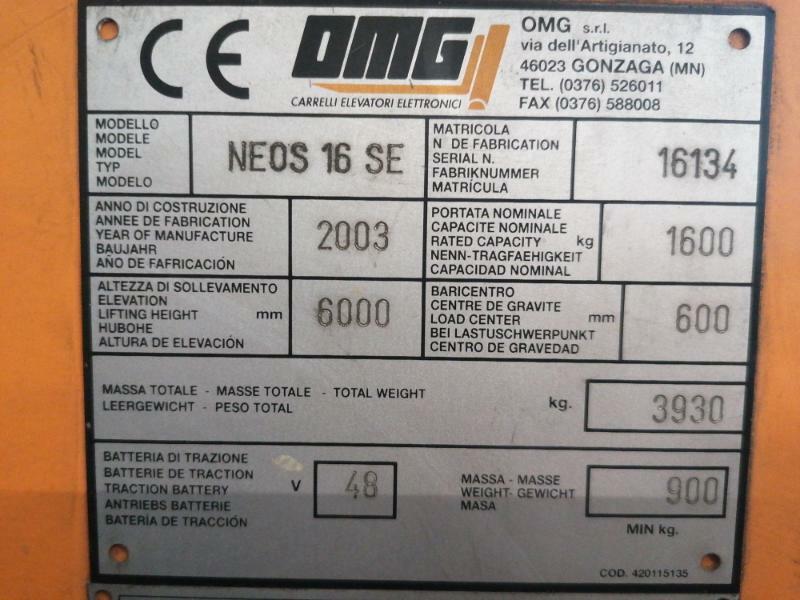 CE
OMG
CARRELLI ELEVATORI ELETTRONICI
OMG s.r.l.
via dell'Artigianato, 12
46023 GONZAGA (MN)
TEL. (0376) 526011
FAX (0376) 588008
MODELLO
MODELE
MODEL
TYP
MODELO
NEOS 16 SE
MATRICOLA
N DE FABRICATION
SERIAL N.
FABRIKNUMMER
MATRÍCULA
16134
ANNO DI COSTRUZIONE
ANNEE DE FABRICATION
YEAR OF MANUFACTURE
BAUJAHR
AÑO DE FAFRICACIÓN
2003
PORTATA NOMINALE
CAPACITE NOMINALE
RATED CAPACITY kg
NENN-TRAGFAEHIGKEIT
CAPACIDAD NOMINAL
1600
ALTEZZA DI SOLLEVAMENTO
ELEVATION
LIFTING HEIGHT mm
HUBOHE
ALTURA DE ELEVACIÓN
6000
BARICENTRO
CENTRE DE GRAVITE
LOAD CENTER mm
BEI LASTUSCHWERPUNKT
CENTRO DE GRAVEDAD
600
MASSA TOTALE - MASSE TOTALE - TOTAL WEIGHT
LEERGEWICHT - PESO TOTAL
kg.
3930
BATTERIA DI TRAZIONE
BATTERIE DE TRACTION
TRACTION BATTERY
ANTRIEBS BATTERIE
BATERÍA DE TRACCIÓN
V
48
MASSA - MASSE
WEIGHT- GEWICHT
MASA
900
MIN kg.
COD. 420115135